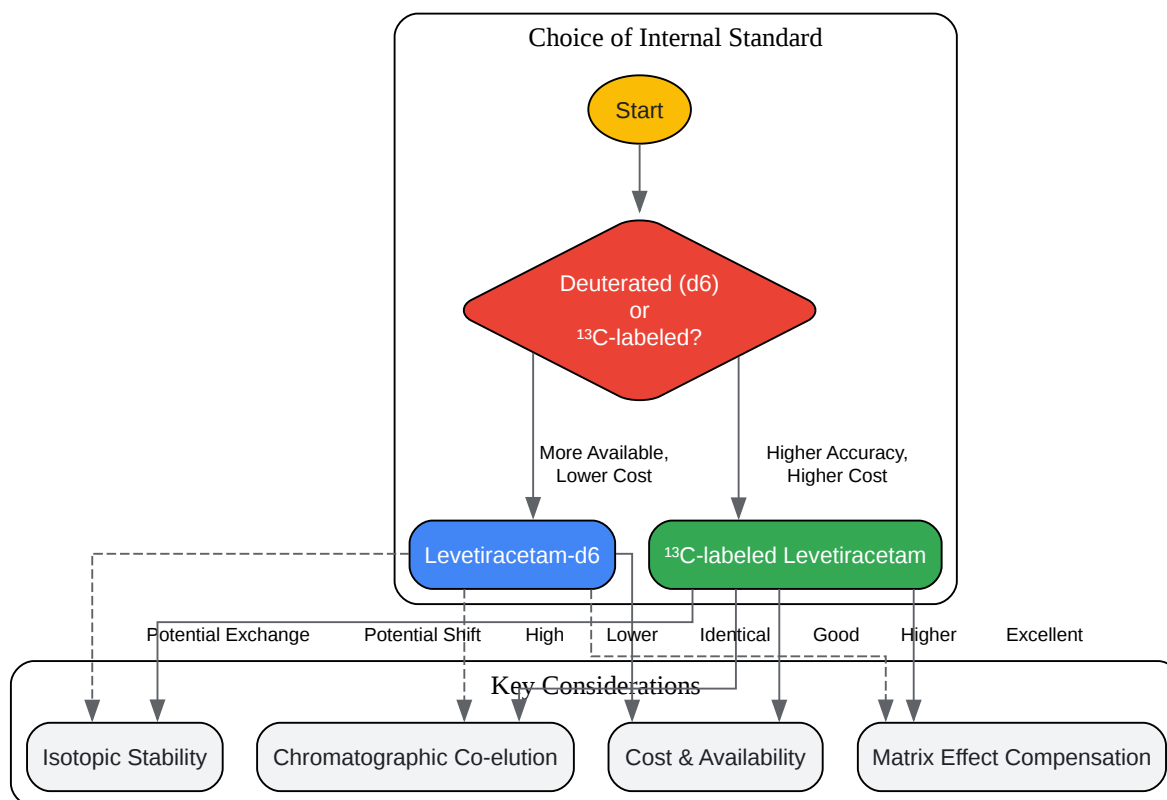 Choice of Internal Standard
Start
Deuterated (d6)
or
¹³C-labeled?
More Available,
Lower Cost
Higher Accuracy,
Higher Cost
Levetiracetam-d6
¹³C-labeled Levetiracetam
Potential Exchange
Potential Shift
High
Lower
Identical
Good
Higher
Excellent
Key Considerations
Isotopic Stability
Chromatographic Co-elution
Cost & Availability
Matrix Effect Compensation